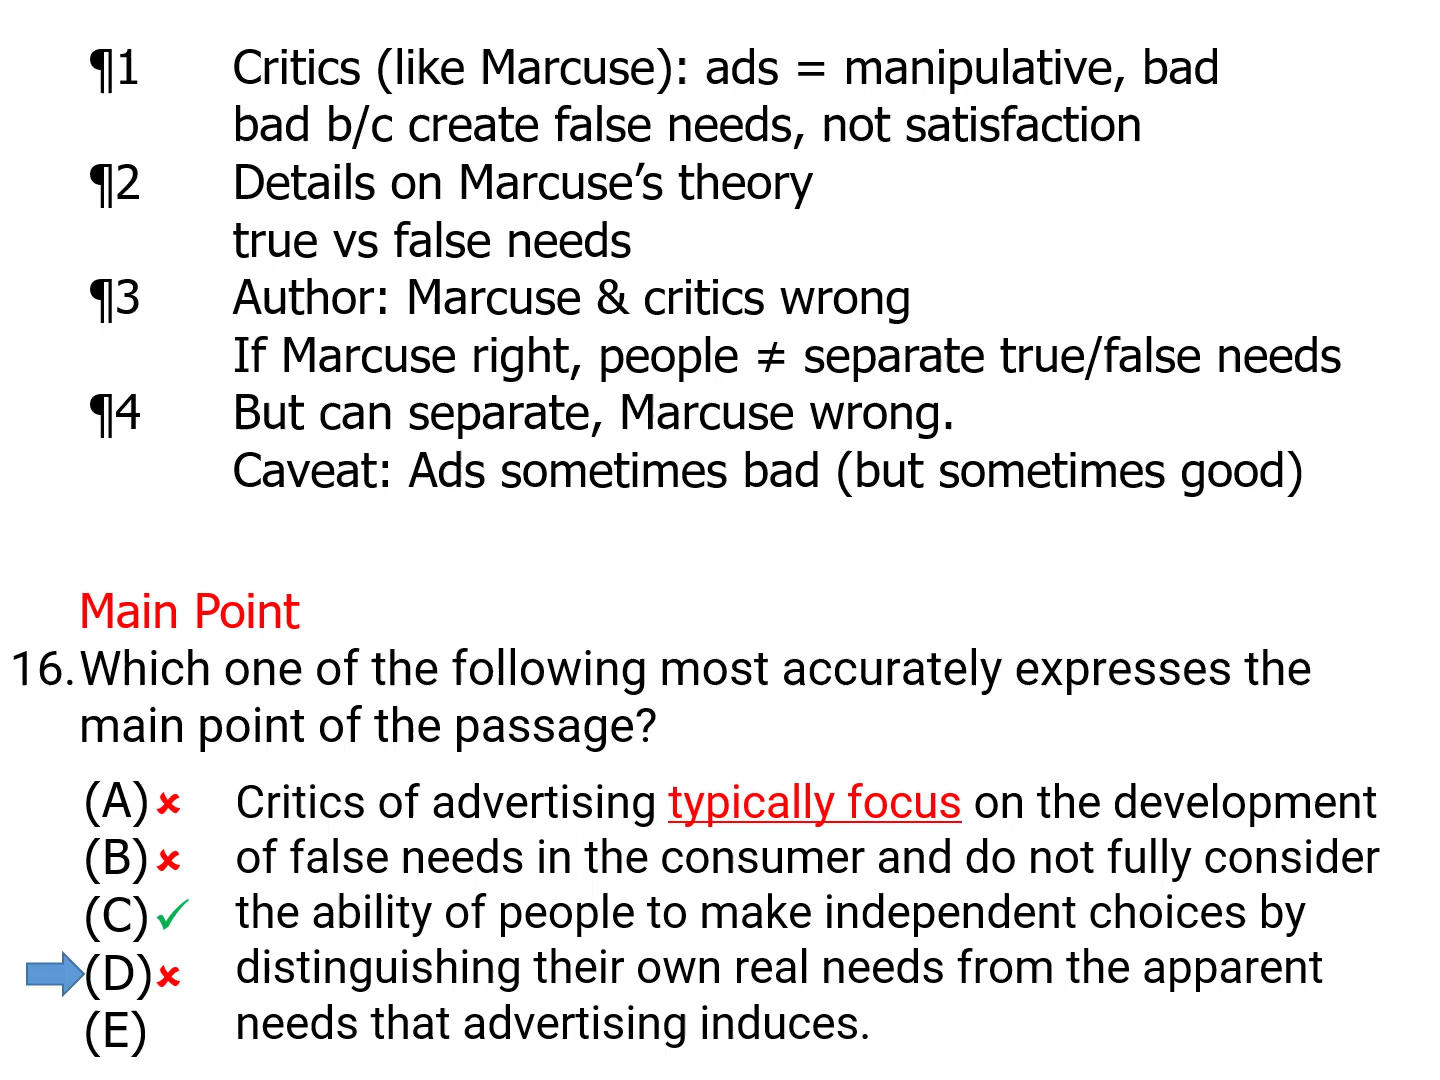 ¶1 Critics (like Marcuse): ads = manipulative, bad
bad b/c create false needs, not satisfaction
¶2 Details on Marcuse’s theory
true vs false needs
¶3 Author: Marcuse & critics wrong
If Marcuse right, people ≠ separate true/false needs
¶4 But can separate, Marcuse wrong.
Caveat: Ads sometimes bad (but sometimes good)
Main Point
16. Which one of the following most accurately expresses the
main point of the passage?
(A) ✘ Critics of advertising typically focus on the development
(B) ✘ of false needs in the consumer and do not fully consider
(C) ✓ the ability of people to make independent choices by
(D) ✘ distinguishing their own real needs from the apparent
(E) needs that advertising induces.